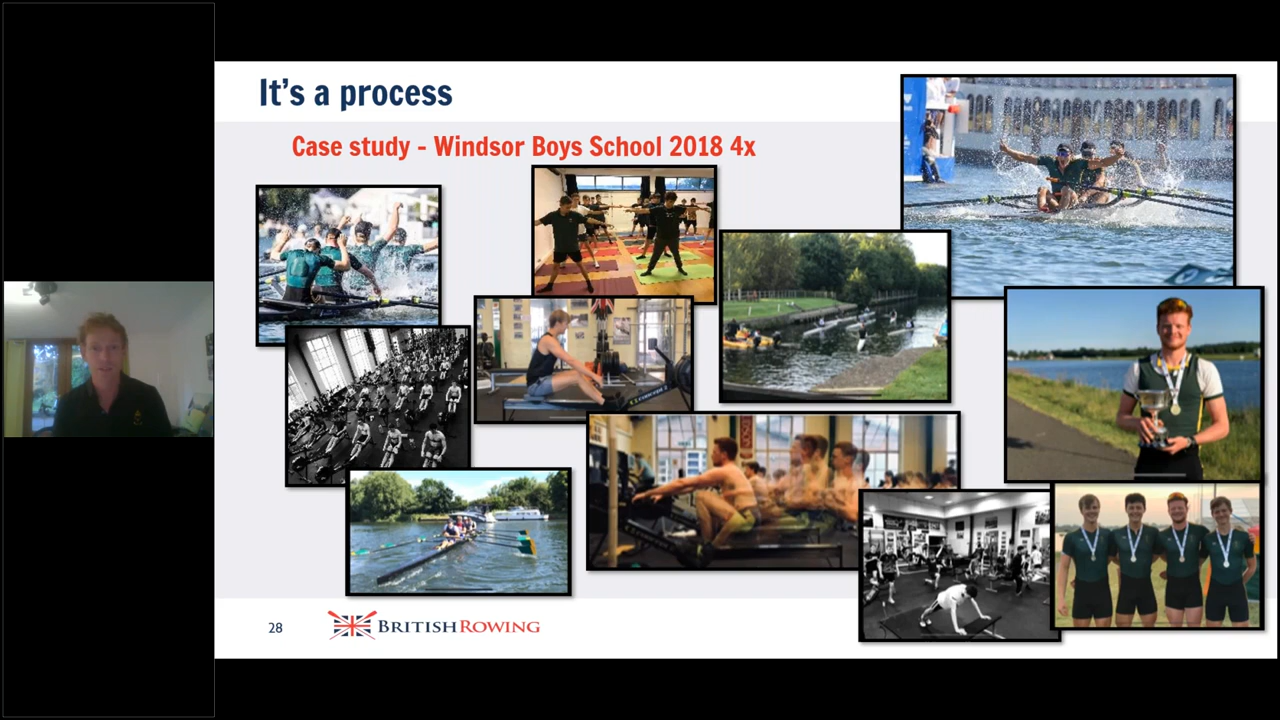 It's a process
Case study - Windsor Boys School 2018 4x
28
BRITISH ROWING